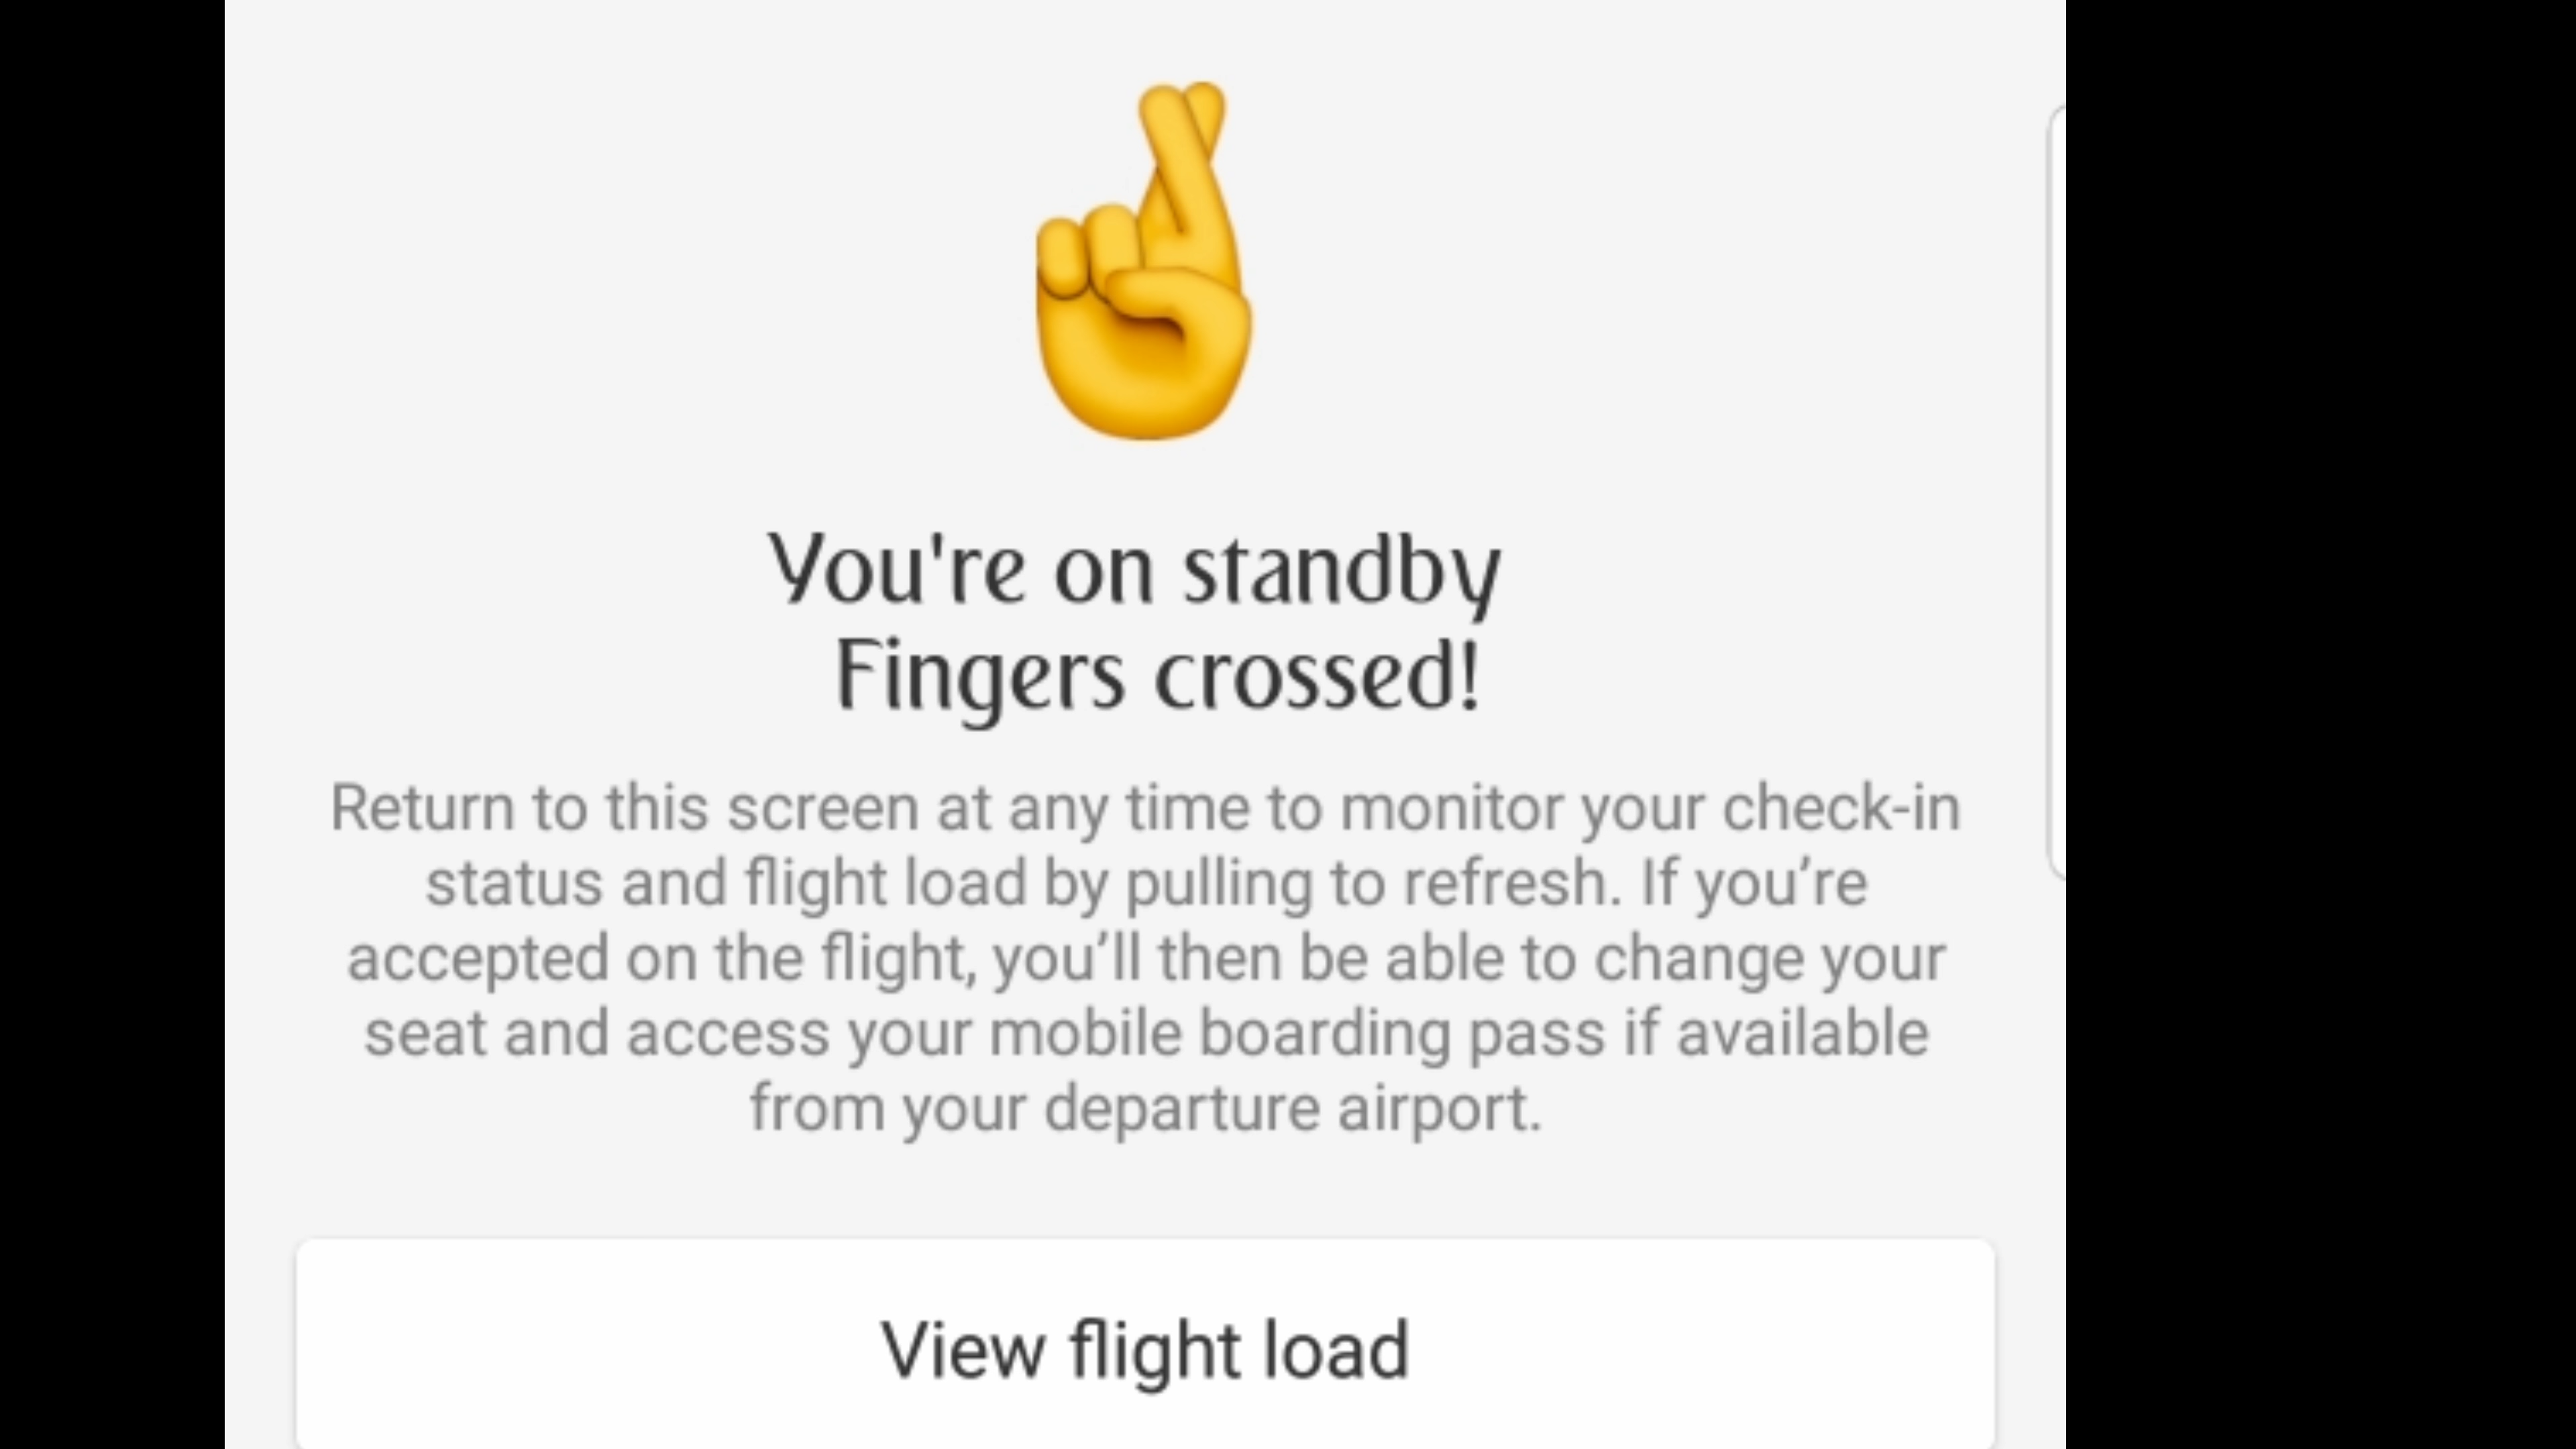 You're on standby
Fingers crossed!
Return to this screen at any time to monitor your check-in
status and flight load by pulling to refresh. If you’re
accepted on the flight, you’ll then be able to change your
seat and access your mobile boarding pass if available
from your departure airport.
View flight load